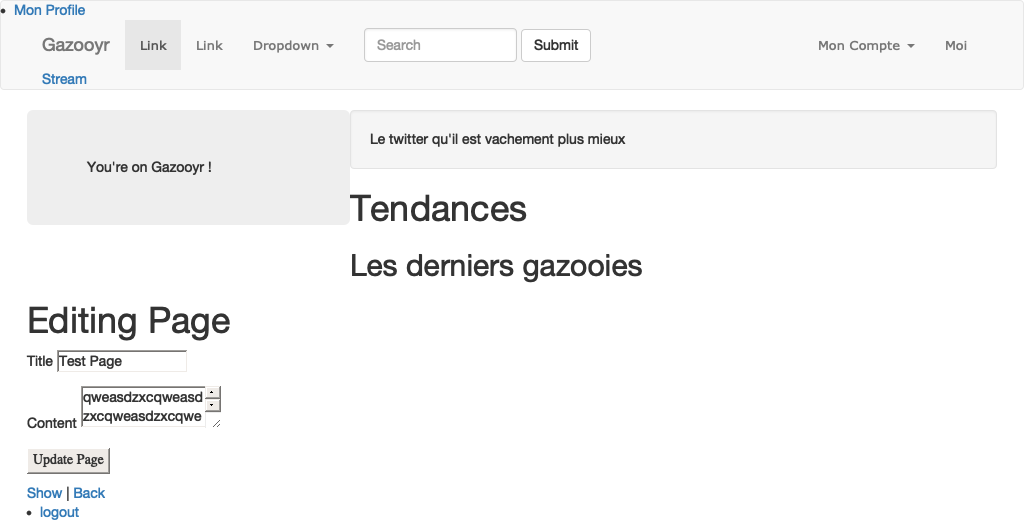 Mon Profile
Gazooyr Link Link Dropdown Search Submit Mon Compte Moi
Stream
You're on Gazooyr !
Le twitter qu'il est vachement plus mieux
Tendances
Les derniers gazooies
Editing Page
Title Test Page
Content qweasdzxcqweasd
zxcqweasdzxcqwe
Update Page
Show | Back
logout